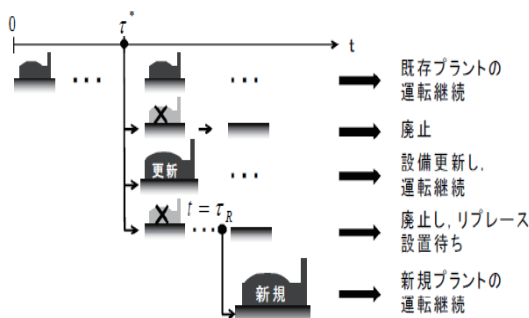 0
τ*
t
... ... 既存プラントの
運転継続
× 廃止
更新 ... 設備更新し,
運転継続
× t = τR ... 廃止し, リプレース
設置待ち
新規 新規プラントの
運転継続